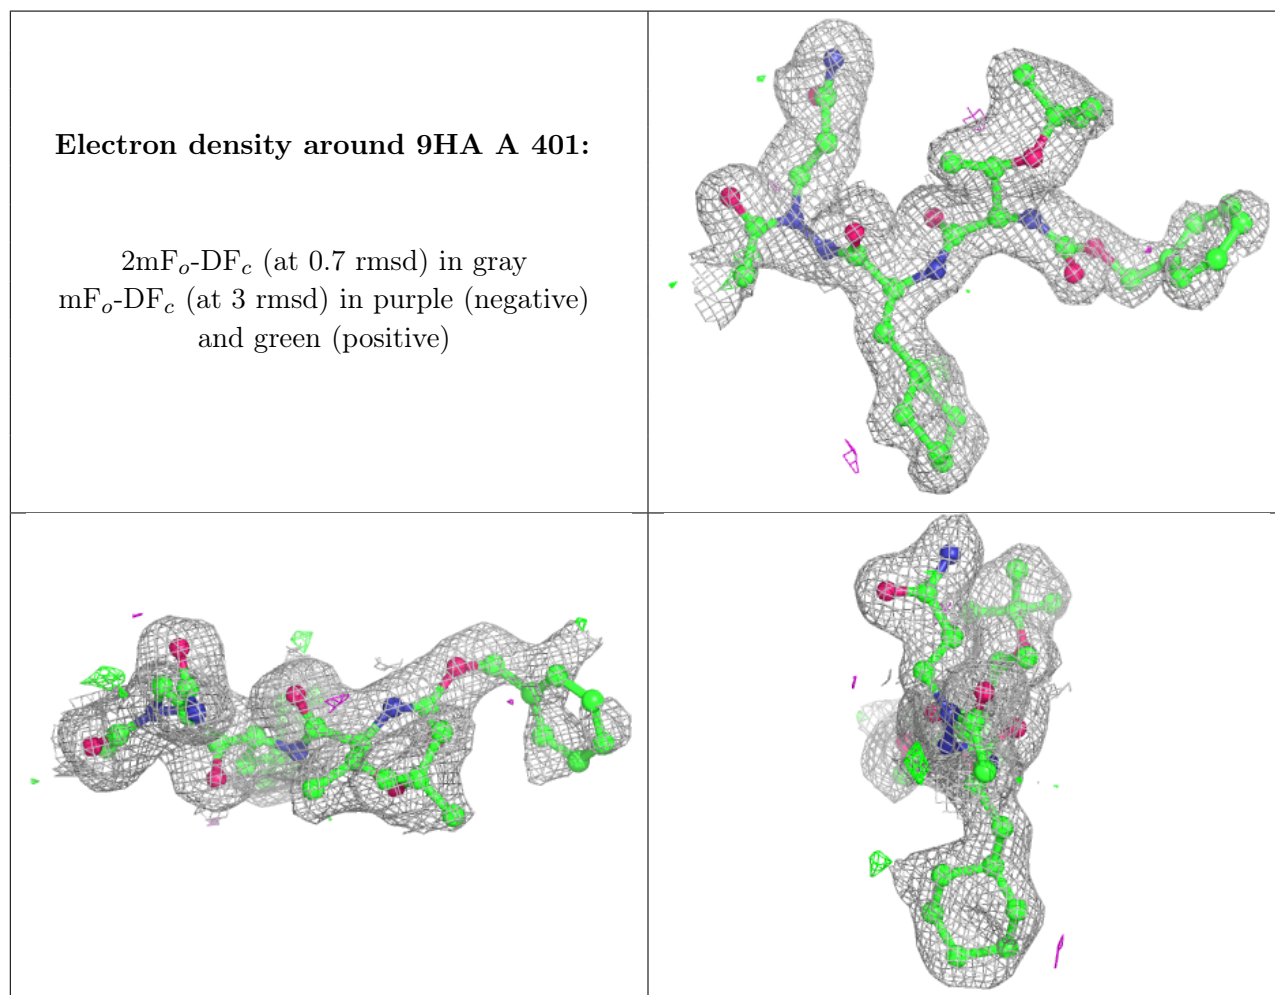 Electron density around 9HA A 401:
2mFo-DFc (at 0.7 rmsd) in gray
mFo-DFc (at 3 rmsd) in purple (negative)
and green (positive)